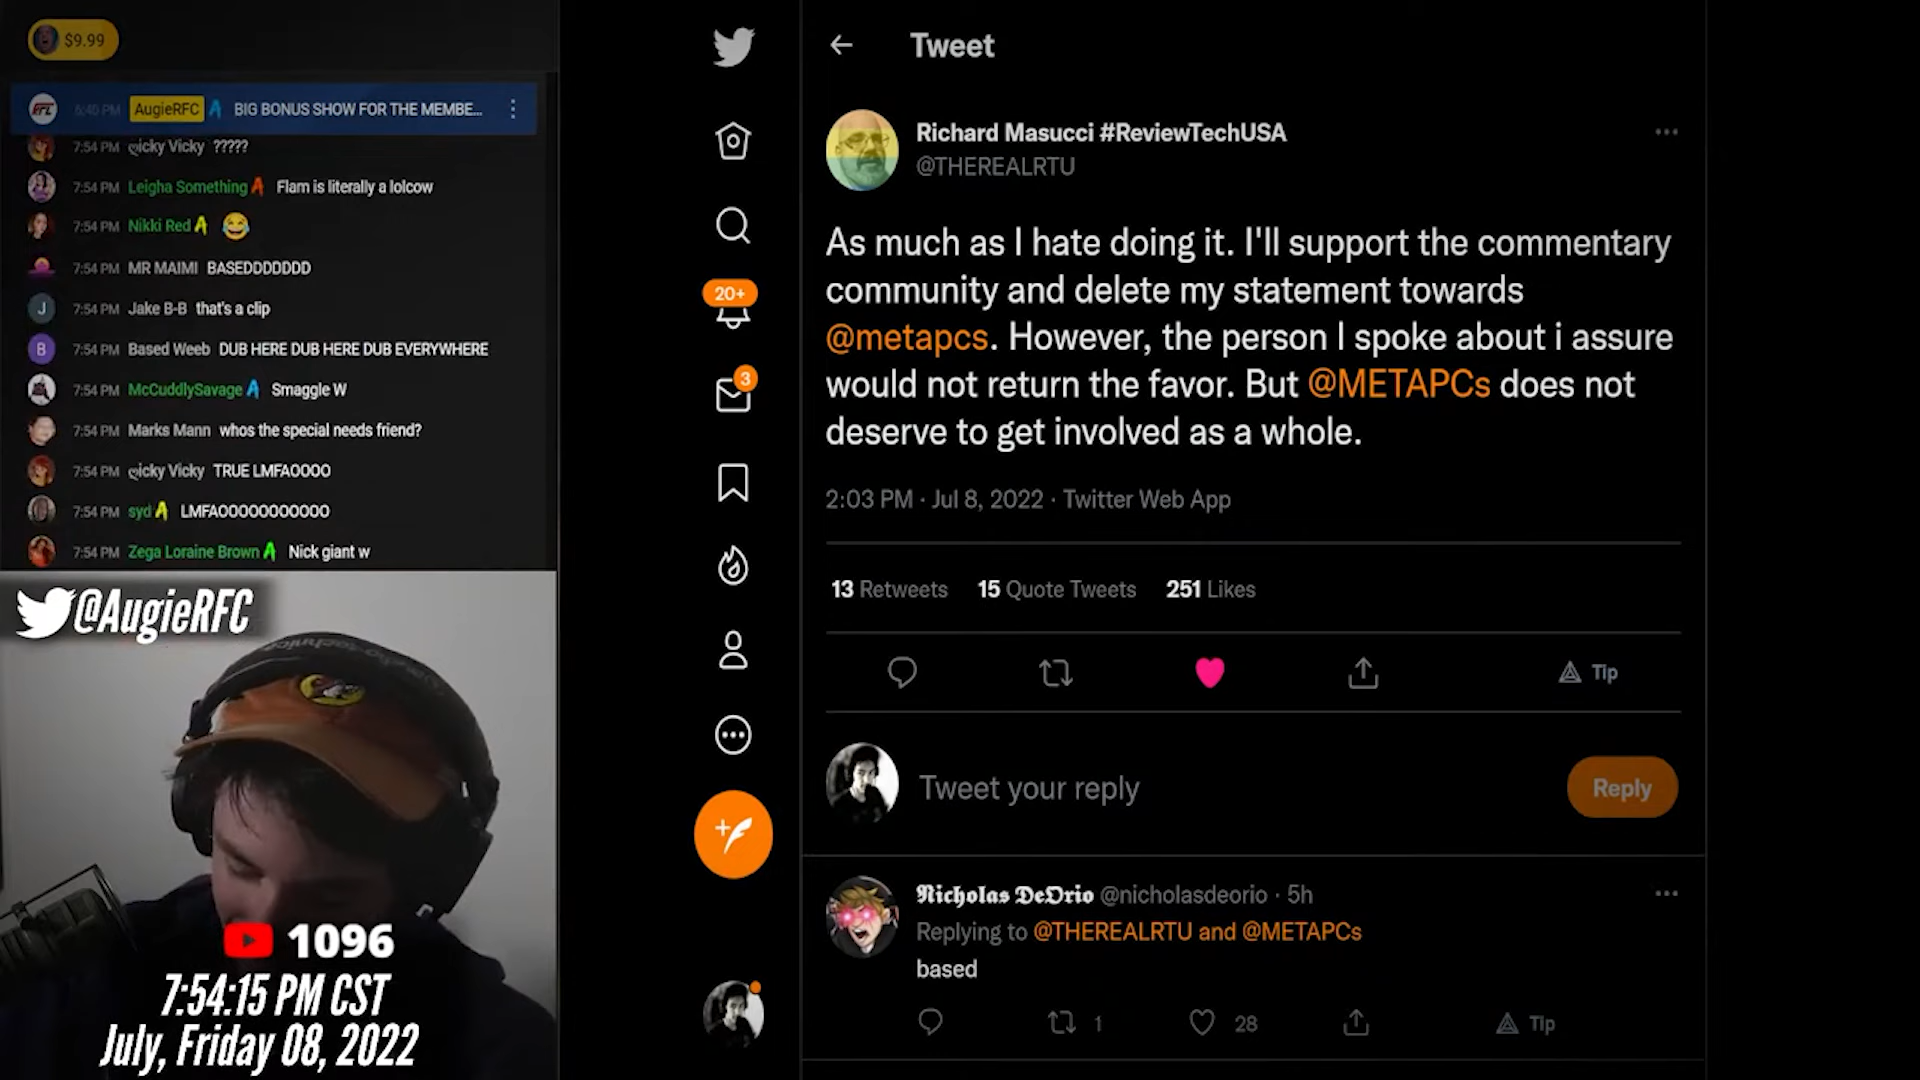 $9.99
RFC 6:40 PM AugieRFC BIG BONUS SHOW FOR THE MEMBE...
7:54 PM ღicky Vicky ?????
7:54 PM Leigha Something Flam is literally a lolcow
7:54 PM Nikki Red 😂
7:54 PM MR MAIMI BASEDDDDDDD
J 7:54 PM Jake B-B that's a clip
B 7:54 PM Based Weeb DUB HERE DUB HERE DUB EVERYWHERE
7:54 PM McCuddlySavage Smaggle W
7:54 PM Marks Mann whos the special needs friend?
7:54 PM ღicky Vicky TRUE LMFAOOOO
7:54 PM syd LMFAOOOOOOOOOOO
7:54 PM Zega Loraine Brown Nick giant w
@AugieRFC
1096
7:54:15 PM CST
July, Friday 08, 2022
20+
3
Tweet
Richard Masucci #ReviewTechUSA
@THEREALRTU
As much as I hate doing it. I'll support the commentary
community and delete my statement towards
@metapcs. However, the person I spoke about i assure
would not return the favor. But @METAPCs does not
deserve to get involved as a whole.
2:03 PM · Jul 8, 2022 · Twitter Web App
13 Retweets 15 Quote Tweets 251 Likes
Tip
Tweet your reply
Reply
𝕹𝖎𝖈𝖍𝖔𝖑𝖆𝖘 𝕯𝖊𝕺𝖗𝖎𝖔 @nicholasdeorio · 5h
Replying to @THEREALRTU and @METAPCs
based
1 28 Tip